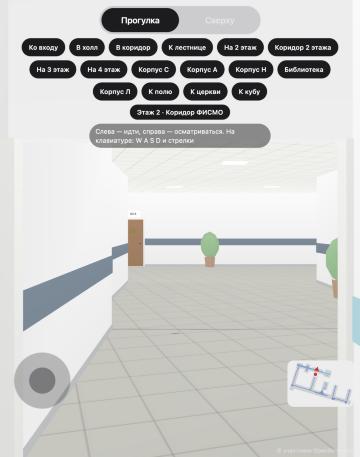 Прогулка
Сверху
Ко входу
В холл
В коридор
К лестнице
На 2 этаж
Коридор 2 этажа
На 3 этаж
На 4 этаж
Корпус С
Корпус А
Корпус Н
Библиотека
Корпус Л
К полю
К церкви
К кубу
Этаж 2 · Коридор ФИСМО
Слева — идти, справа — осматриваться. На
клавиатуре: W A S D и стрелки